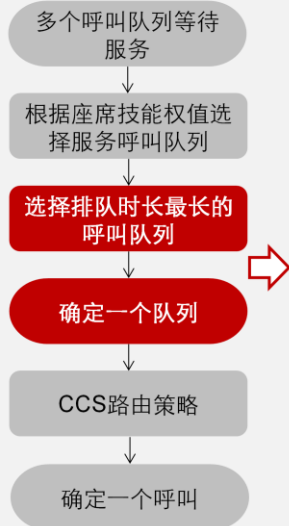 多个呼叫队列等待
服务
根据座席技能权值选
择服务呼叫队列
选择排队时长最长的
呼叫队列
确定一个队列
CCS路由策略
确定一个呼叫